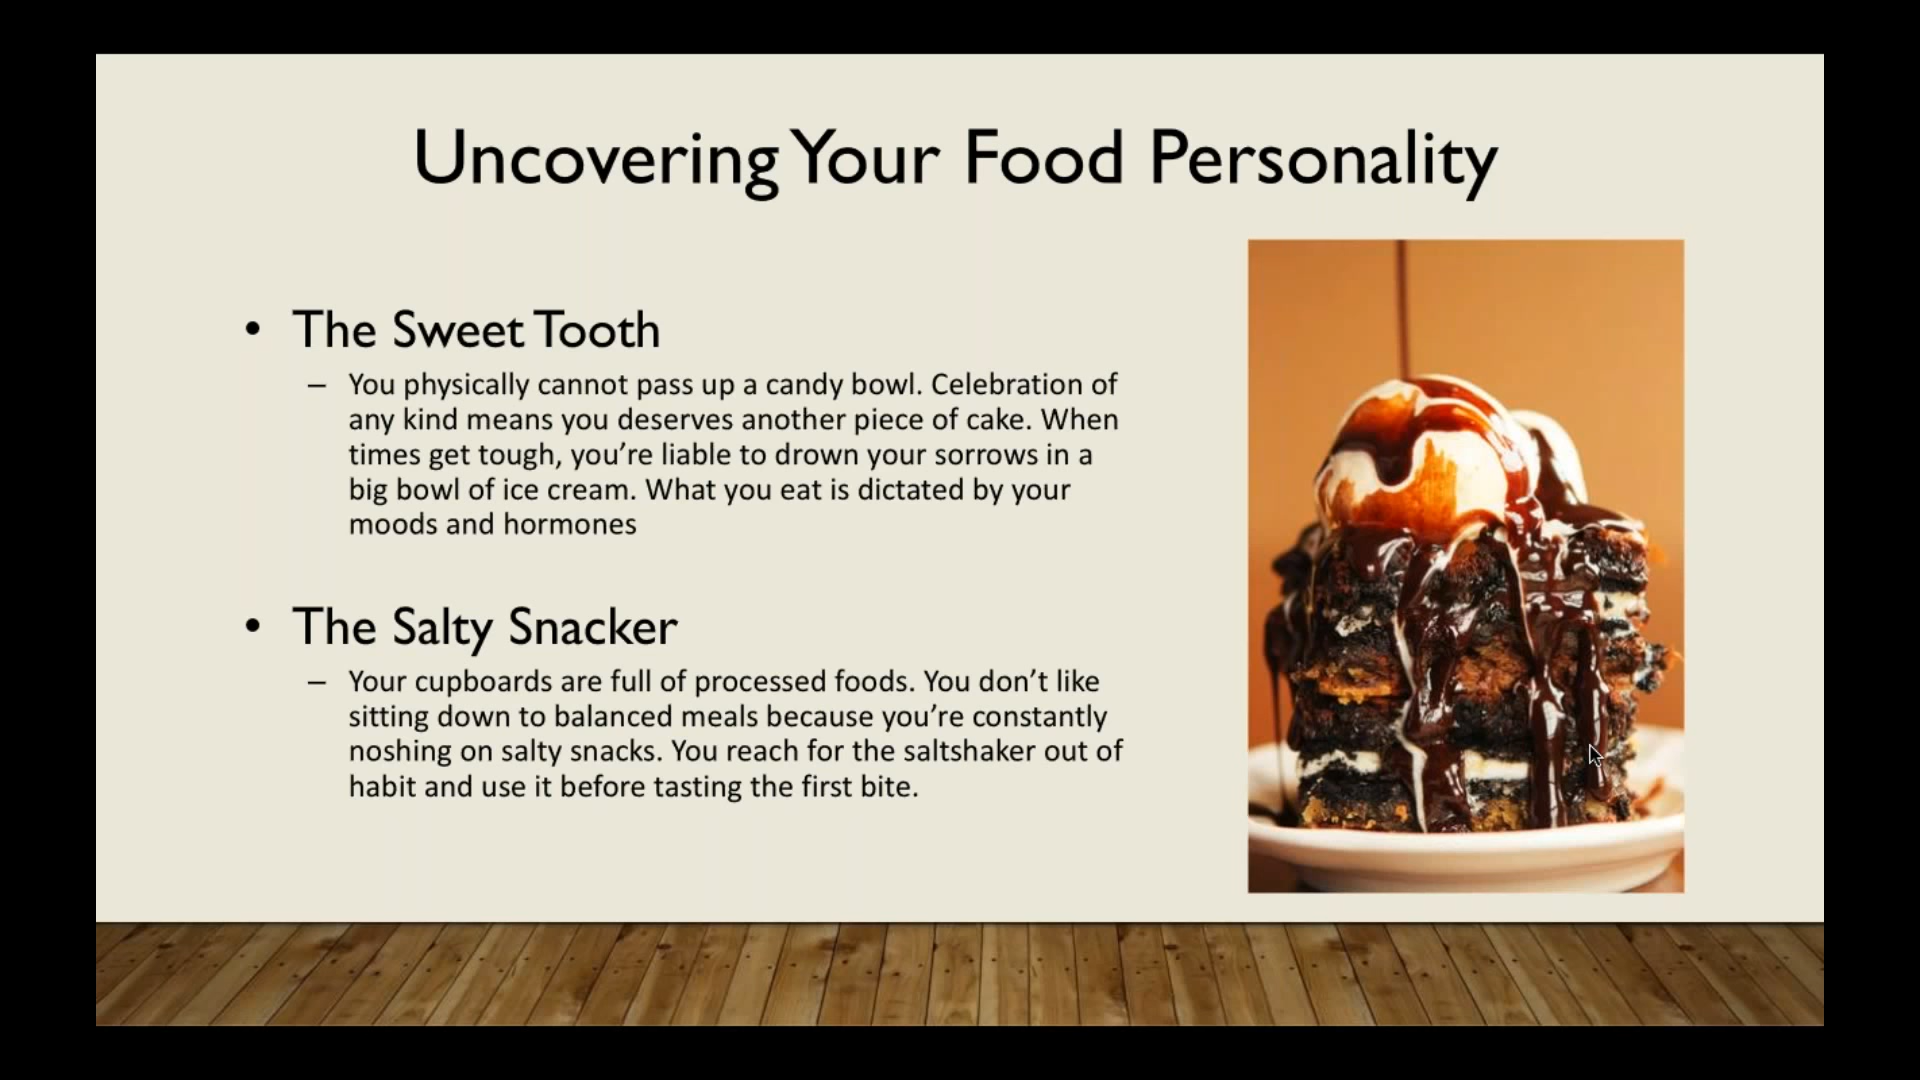 Uncovering Your Food Personality
• The Sweet Tooth
– You physically cannot pass up a candy bowl. Celebration of
any kind means you deserves another piece of cake. When
times get tough, you’re liable to drown your sorrows in a
big bowl of ice cream. What you eat is dictated by your
moods and hormones
• The Salty Snacker
– Your cupboards are full of processed foods. You don’t like
sitting down to balanced meals because you’re constantly
noshing on salty snacks. You reach for the saltshaker out of
habit and use it before tasting the first bite.